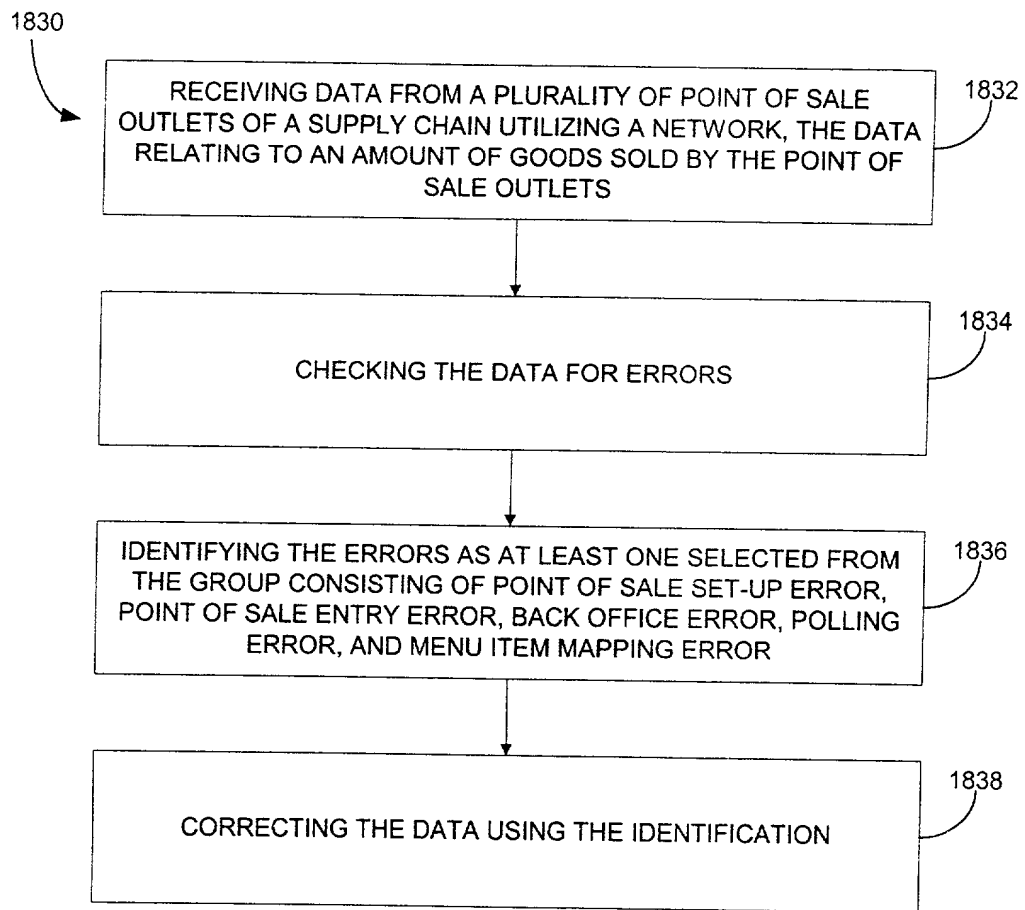 1830
RECEIVING DATA FROM A PLURALITY OF POINT OF SALE
OUTLETS OF A SUPPLY CHAIN UTILIZING A NETWORK, THE DATA
RELATING TO AN AMOUNT OF GOODS SOLD BY THE POINT OF
SALE OUTLETS
1832
CHECKING THE DATA FOR ERRORS
1834
IDENTIFYING THE ERRORS AS AT LEAST ONE SELECTED FROM
THE GROUP CONSISTING OF POINT OF SALE SET-UP ERROR,
POINT OF SALE ENTRY ERROR, BACK OFFICE ERROR, POLLING
ERROR, AND MENU ITEM MAPPING ERROR
1836
CORRECTING THE DATA USING THE IDENTIFICATION
1838